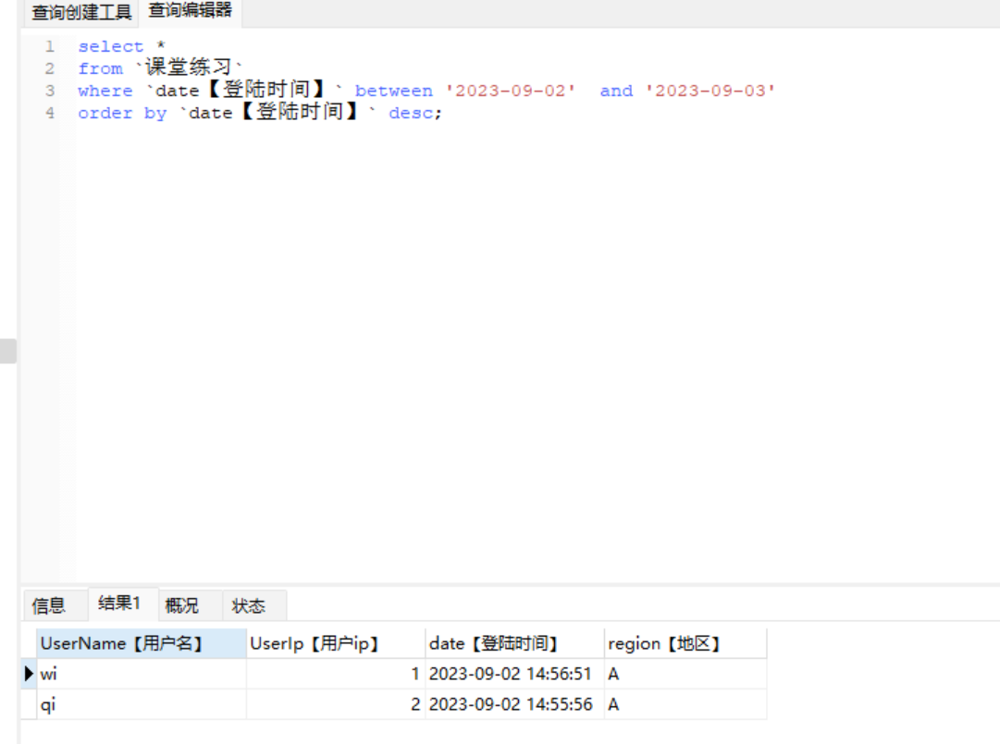 查询创建工具 查询编辑器
1 select *
2 from `课堂练习`
3 where `date【登陆时间】` between '2023-09-02'  and '2023-09-03'
4 order by `date【登陆时间】` desc;
信息 结果1 概况 状态
UserName【用户名】 UserIp【用户ip】 date【登陆时间】 region【地区】
wi 1 2023-09-02 14:56:51 A
qi 2 2023-09-02 14:55:56 A